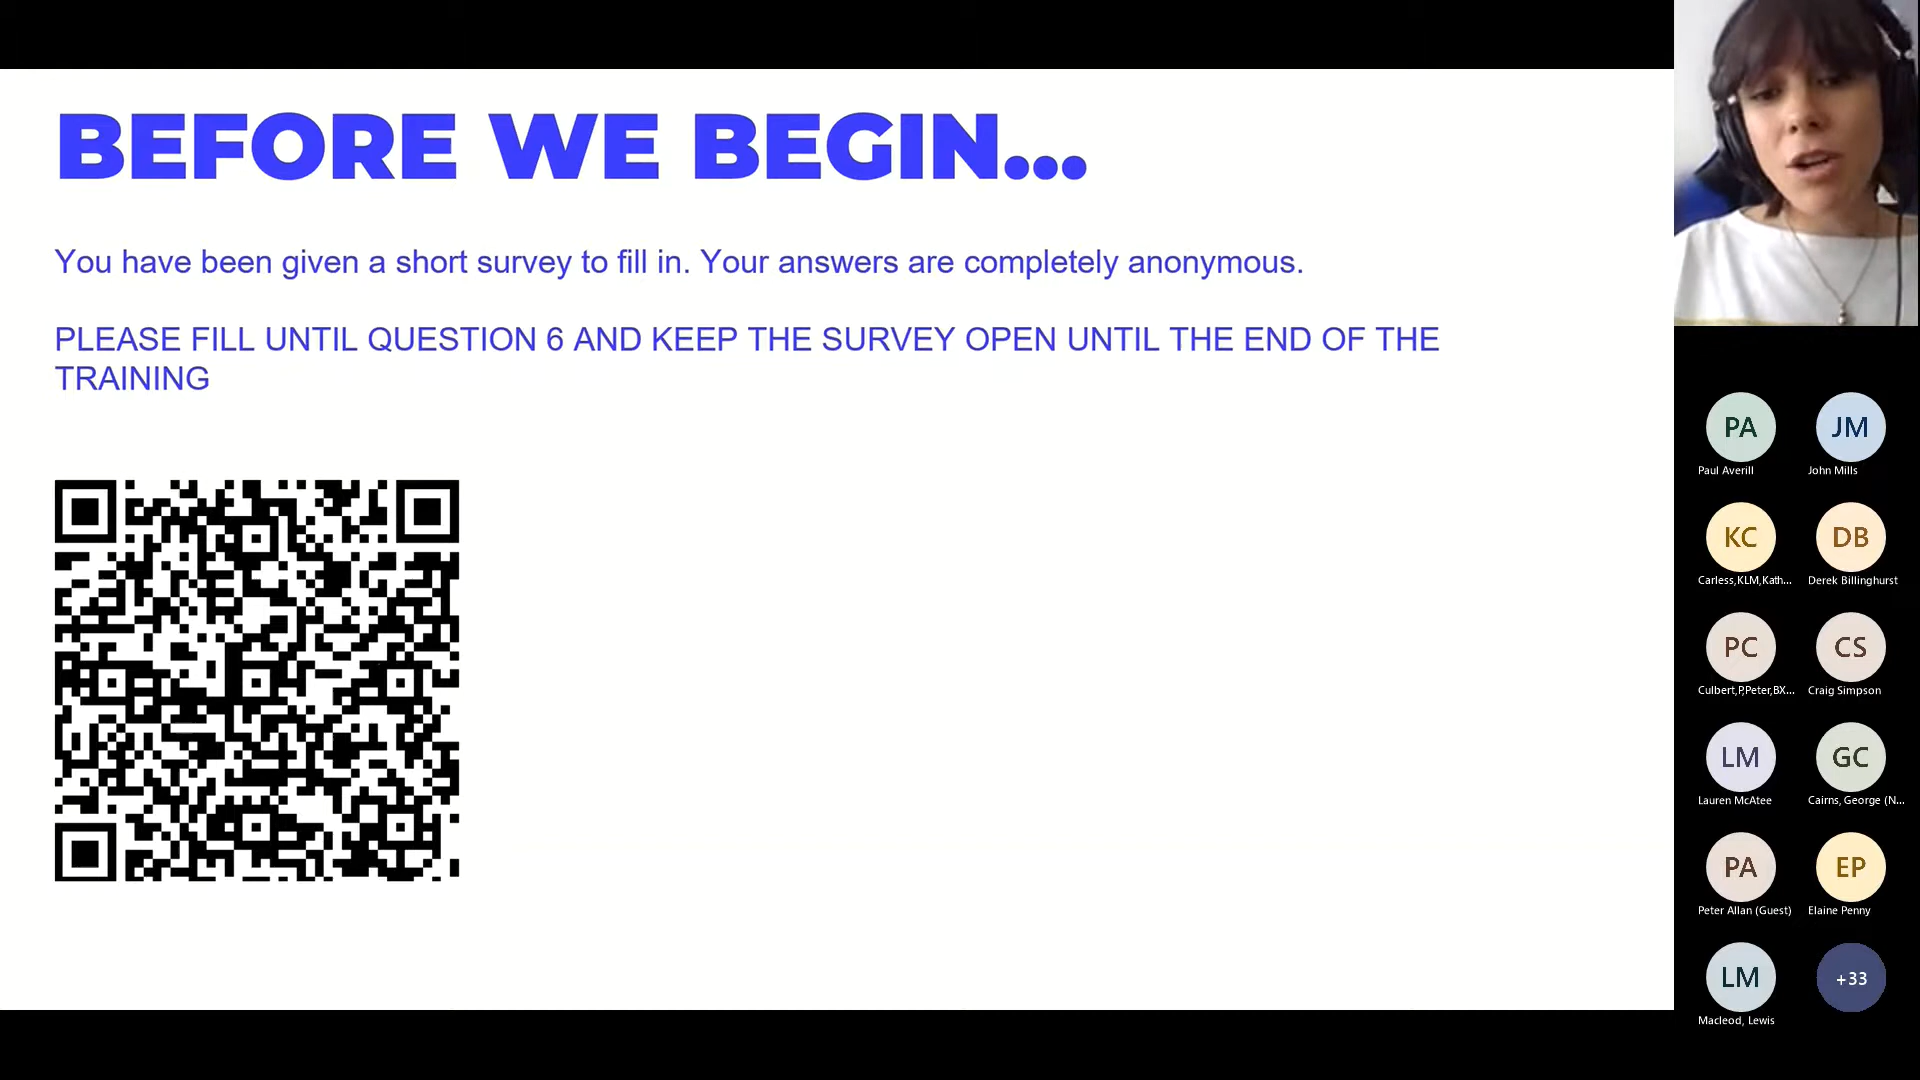 BEFORE WE BEGIN...
You have been given a short survey to fill in. Your answers are completely anonymous.
PLEASE FILL UNTIL QUESTION 6 AND KEEP THE SURVEY OPEN UNTIL THE END OF THE
TRAINING
PA
JM
Paul Averill
John Mills
KC
DB
Carless,KLM,Kath...
Derek Billinghurst
PC
CS
Culbert,P,Peter,BX...
Craig Simpson
LM
GC
Lauren McAtee
Cairns, George (N...
PA
EP
Peter Allan (Guest)
Elaine Penny
LM
+33
Macleod, Lewis